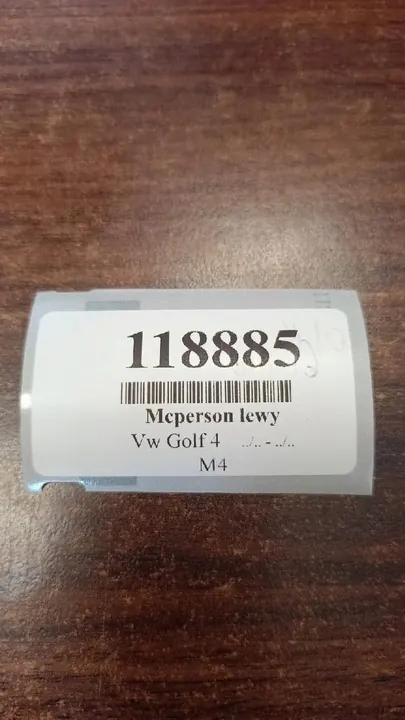 118885
Mcperson lewy
Vw Golf 4 ../.. - ../..
M4